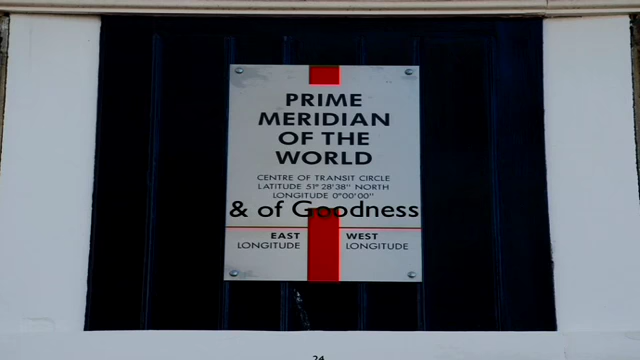 PRIME
MERIDIAN
OF THE
WORLD
CENTRE OF TRANSIT CIRCLE
LATITUDE 51° 28'38" NORTH
LONGITUDE 0°00'00"
& of Goodness
EAST
LONGITUDE
WEST
LONGITUDE
24